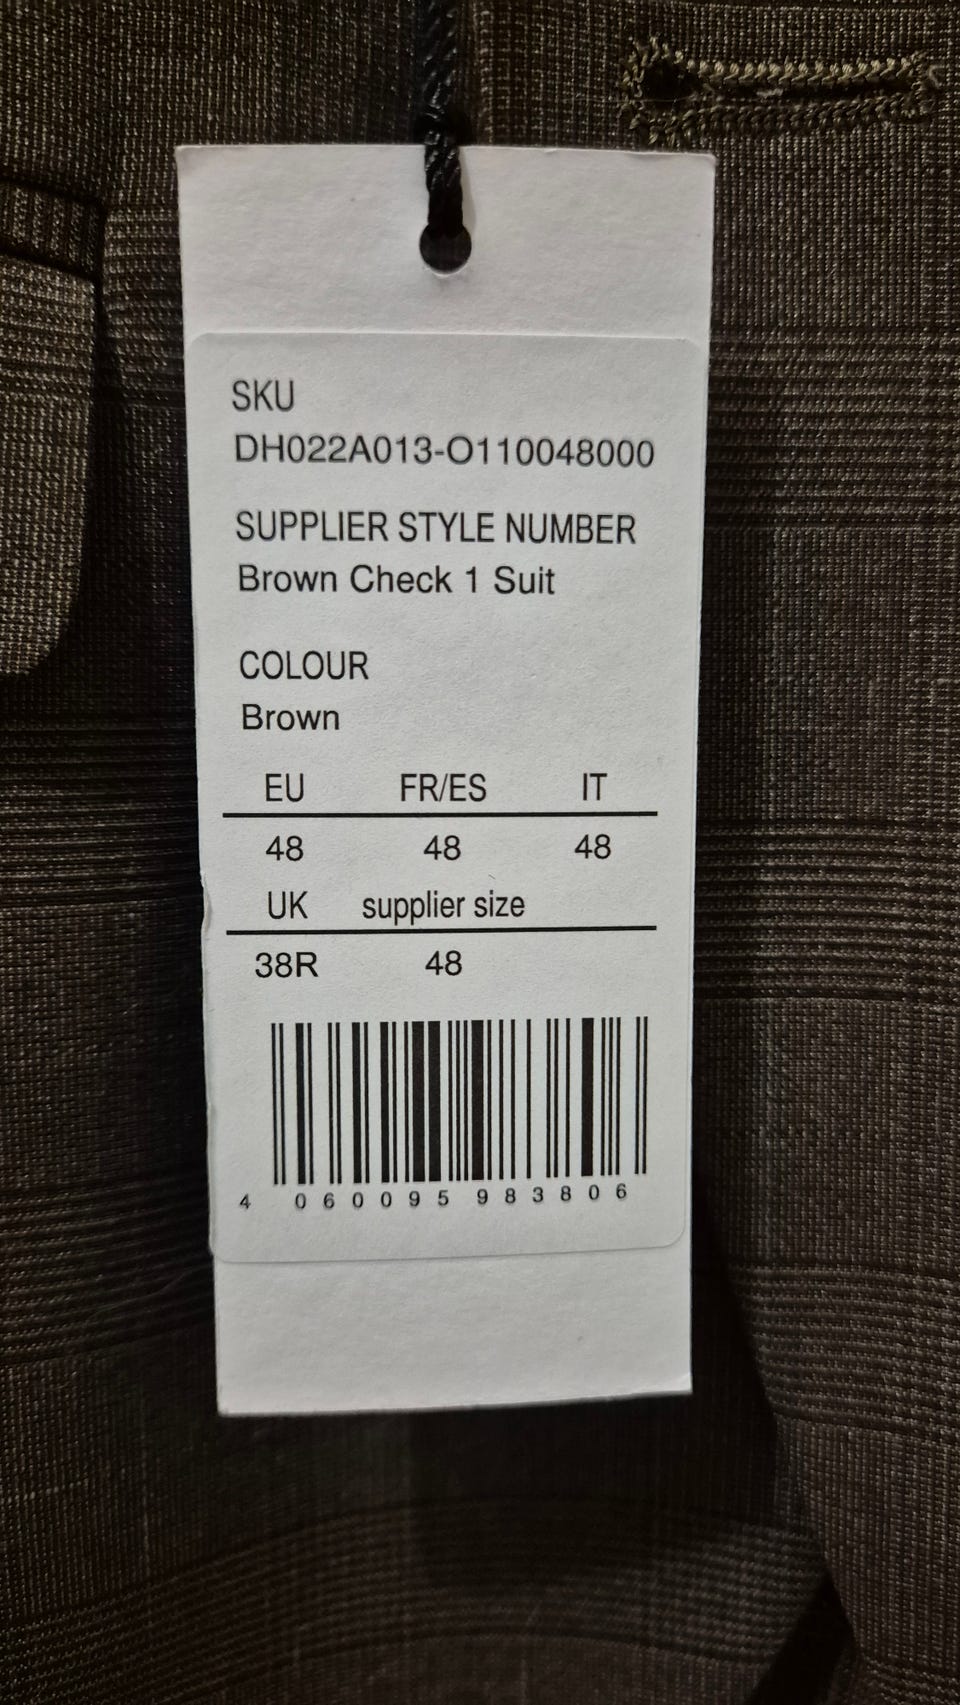 SKU
DH022A013-O110048000
SUPPLIER STYLE NUMBER
Brown Check 1 Suit
COLOUR
Brown
EU FR/ES IT
48 48 48
UK supplier size
38R 48
4 060095 983806